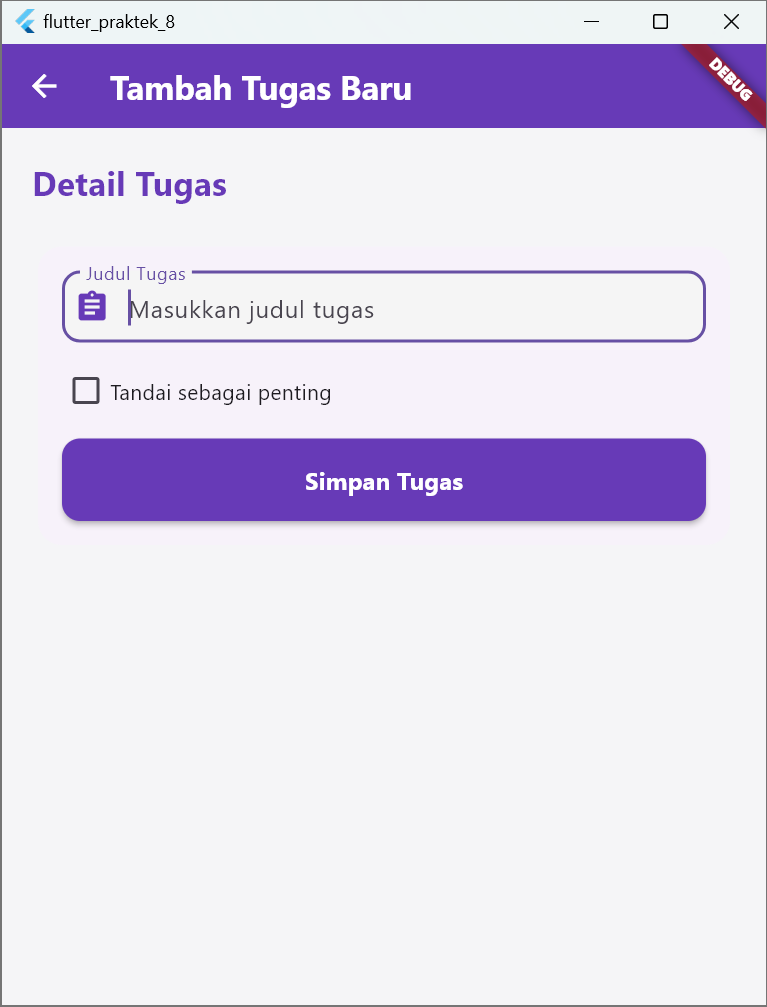 flutter_praktek_8
Tambah Tugas Baru
DEBUG
Detail Tugas
Judul Tugas
Masukkan judul tugas
Tandai sebagai penting
Simpan Tugas